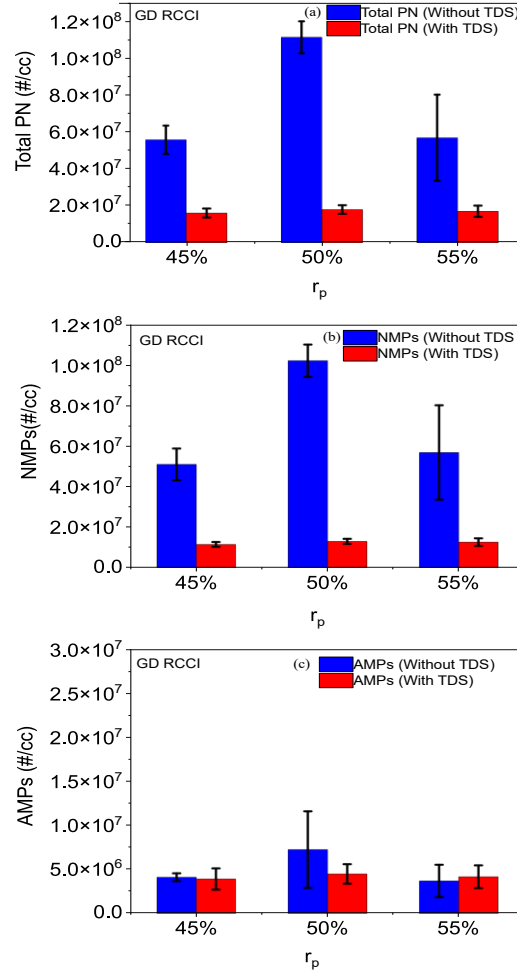 GD RCCI
(a)
Total PN (Without TDS)
Total PN (With TDS)
Total PN (#/cc)
1.2×10⁸
1.0×10⁸
8.0×10⁷
6.0×10⁷
4.0×10⁷
2.0×10⁷
0.0
45%
50%
55%
rₚ
GD RCCI
(b)
NMPs (Without TDS
NMPs (With TDS)
NMPs(#/cc)
1.2×10⁸
1.0×10⁸
8.0×10⁷
6.0×10⁷
4.0×10⁷
2.0×10⁷
0.0
45%
50%
55%
rₚ
GD RCCI
(c)
AMPs (Without TDS)
AMPs (With TDS)
AMPs (#/cc)
3.0×10⁷
2.5×10⁷
2.0×10⁷
1.5×10⁷
1.0×10⁷
5.0×10⁶
0.0
45%
50%
55%
rₚ